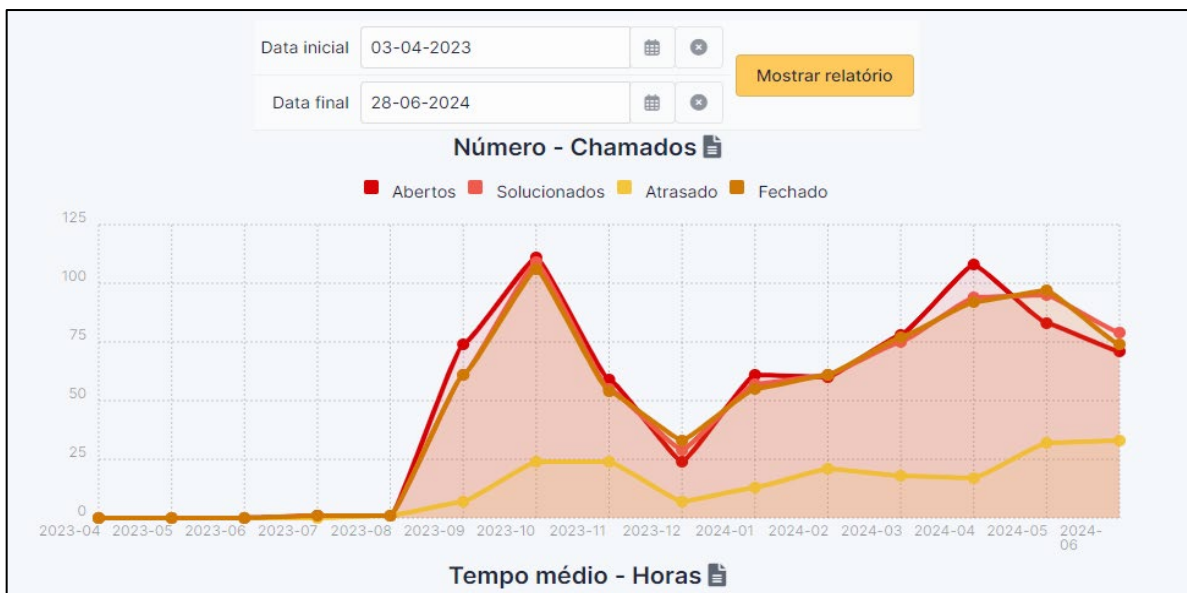 Data inicial 03-04-2023
Mostrar relatório
Data final 28-06-2024
Número - Chamados
Abertos Solucionados Atrasado Fechado
125
100
75
50
25
0
2023-04 2023-05 2023-06 2023-07 2023-08 2023-09 2023-10 2023-11 2023-12 2024-01 2024-02 2024-03 2024-04 2024-05 2024-
06
Tempo médio - Horas